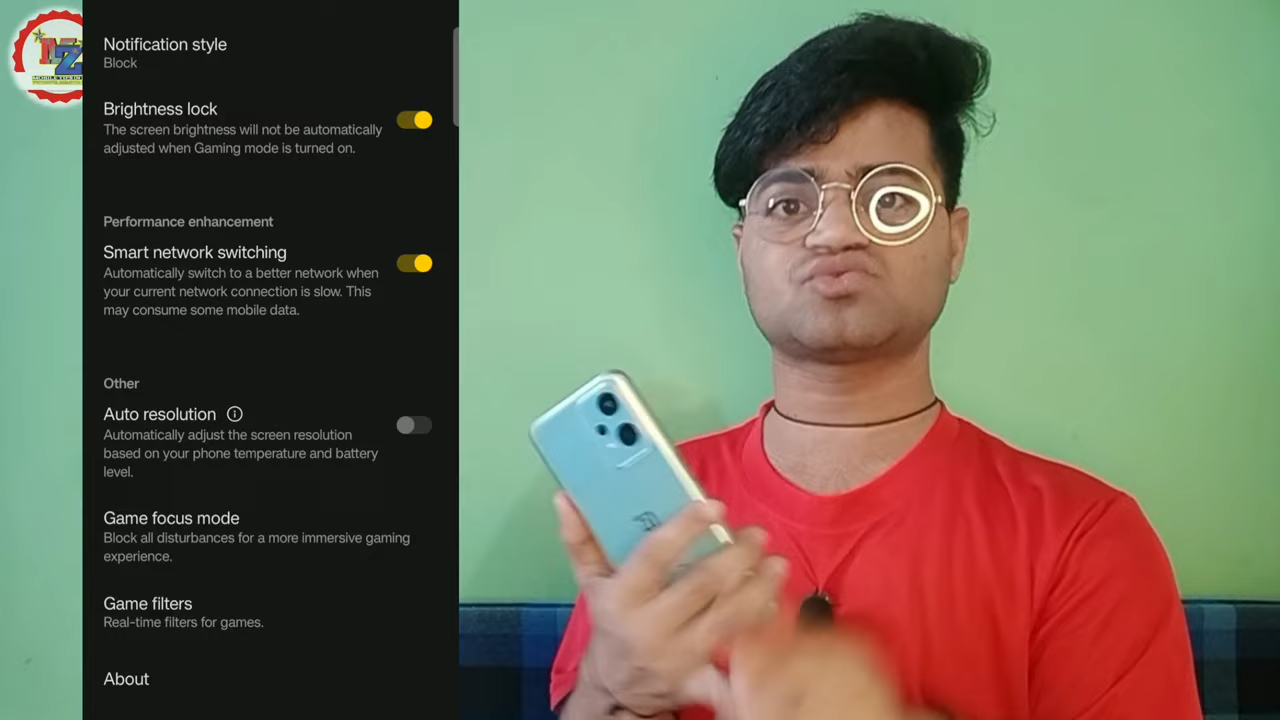 MZ
Notification style
Block
Brightness lock
The screen brightness will not be automatically
adjusted when Gaming mode is turned on.
Performance enhancement
Smart network switching
Automatically switch to a better network when
your current network connection is slow. This
may consume some mobile data.
Other
Auto resolution
Automatically adjust the screen resolution
based on your phone temperature and battery
level.
Game focus mode
Block all disturbances for a more immersive gaming
experience.
Game filters
Real-time filters for games.
About